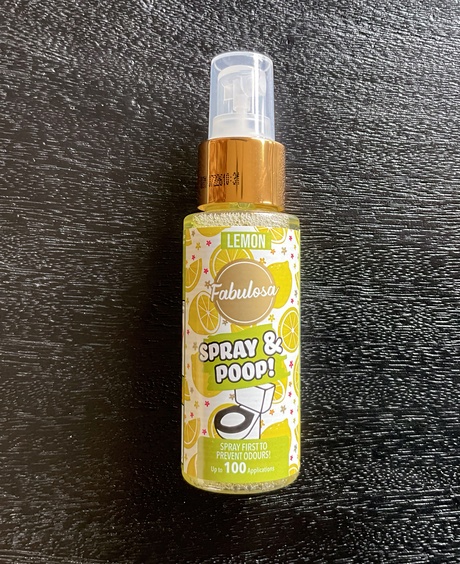 LEMON
Fabulosa
SPRAY &
POOP!
SPRAY FIRST TO
PREVENT ODOURS!
Up to 100 Applications